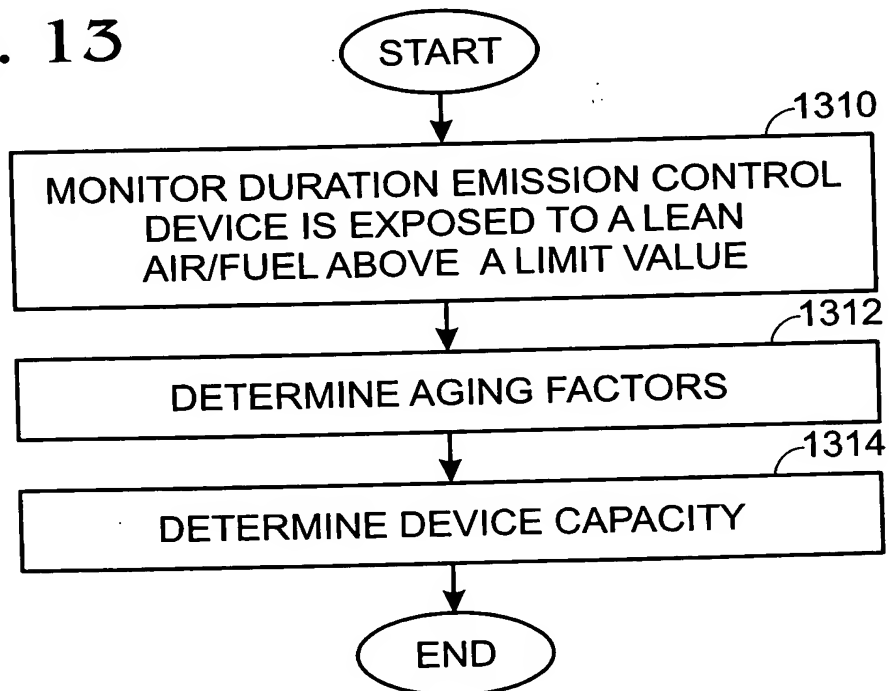 . 13
START
1310
MONITOR DURATION EMISSION CONTROL
DEVICE IS EXPOSED TO A LEAN
AIR/FUEL ABOVE A LIMIT VALUE
1312
DETERMINE AGING FACTORS
1314
DETERMINE DEVICE CAPACITY
END